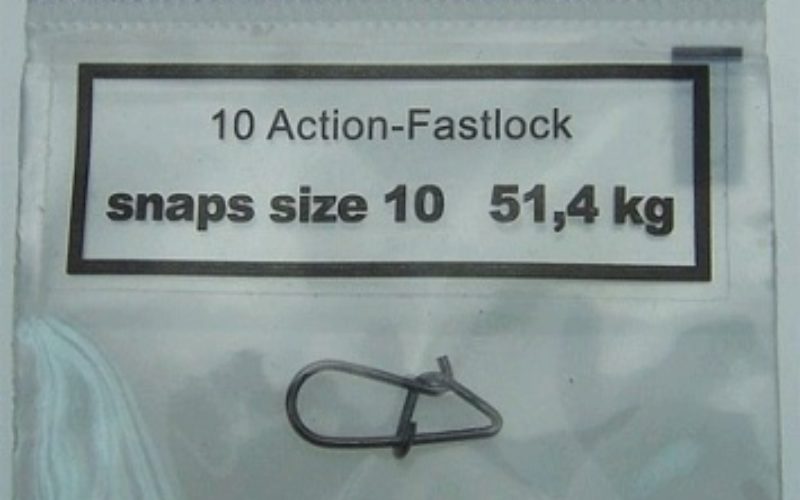 10 Action-Fastlock
snaps size 10 51,4 kg